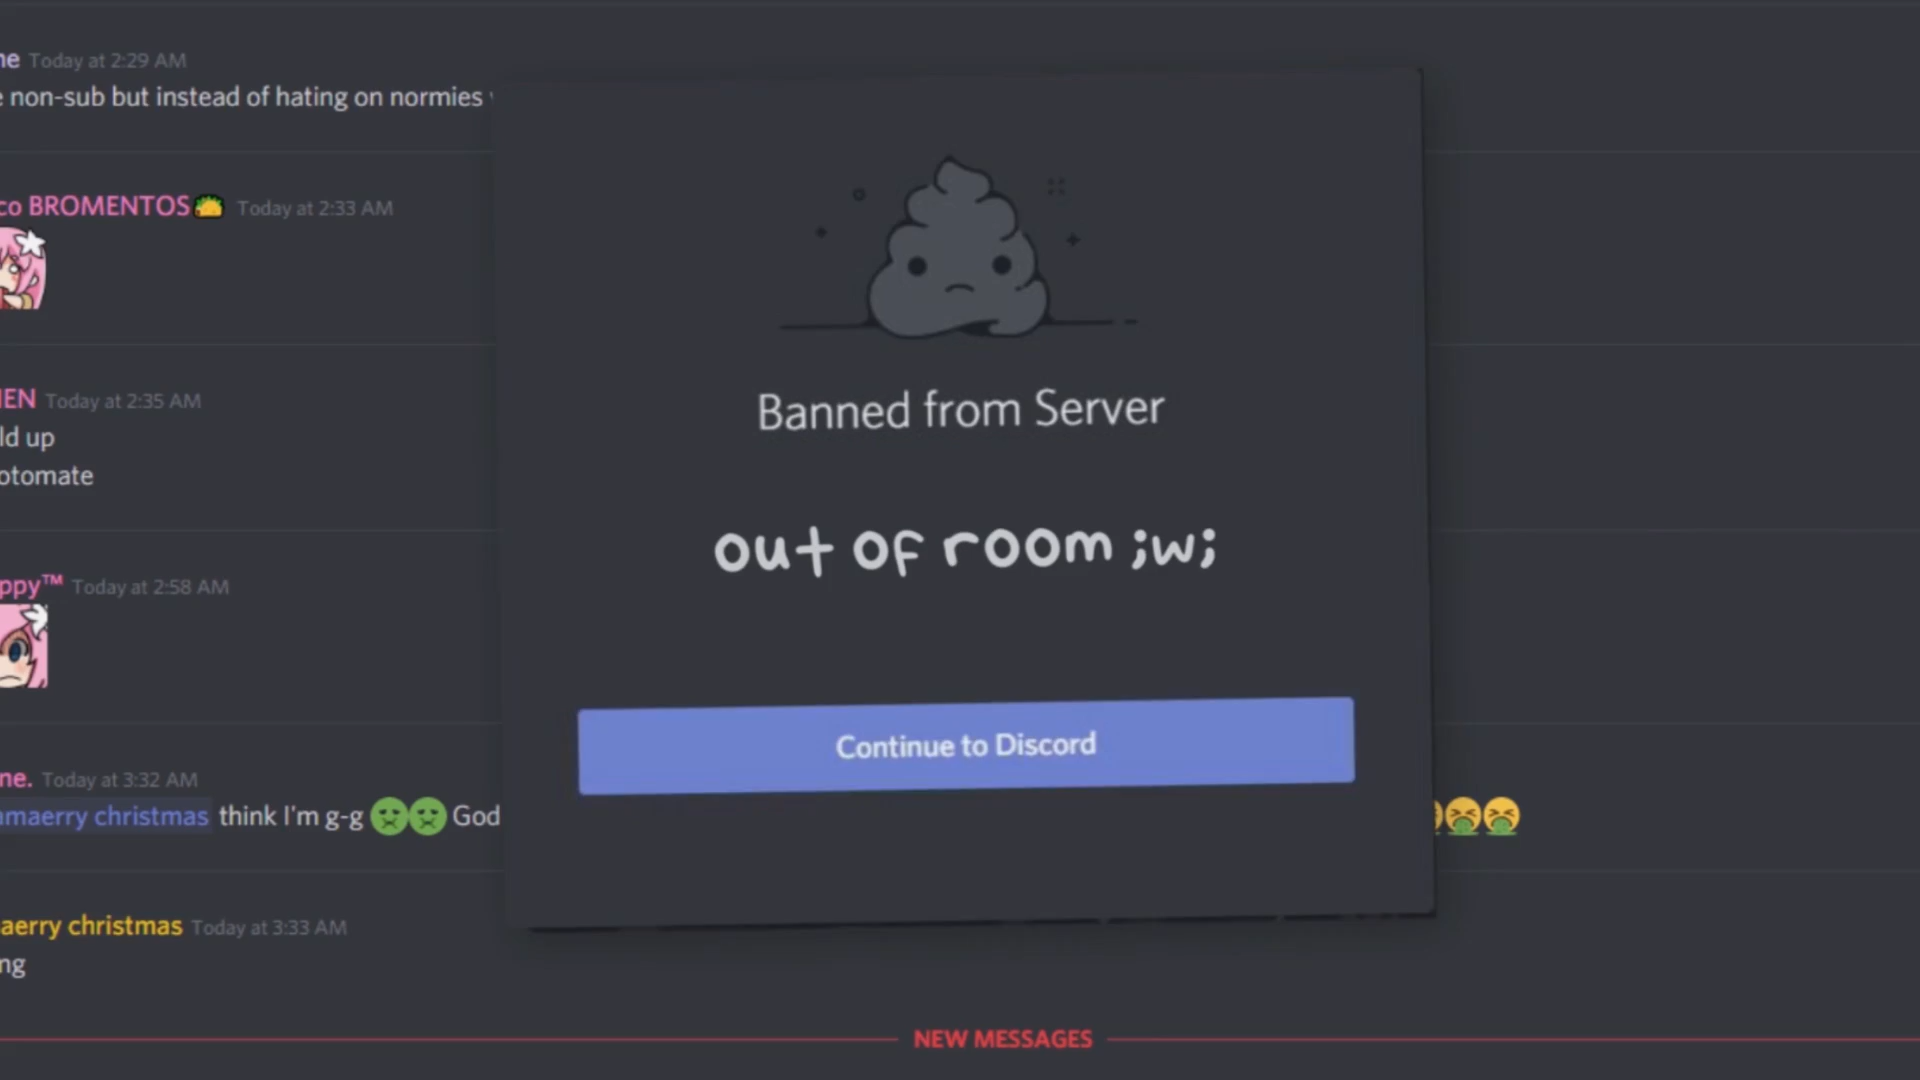 ne Today at 2:29 AM
e non-sub but instead of hating on normies
co BROMENTOS Today at 2:33 AM
Today at 2:35 AM
ld up
otomate
ppy™ Today at 2:58 AM
ne. Today at 3:32 AM
maerry christmas think I'm g-g God
aerry christmas Today at 3:33 AM
ng
Banned from Server
out of room ;w;
Continue to Discord
NEW MESSAGES